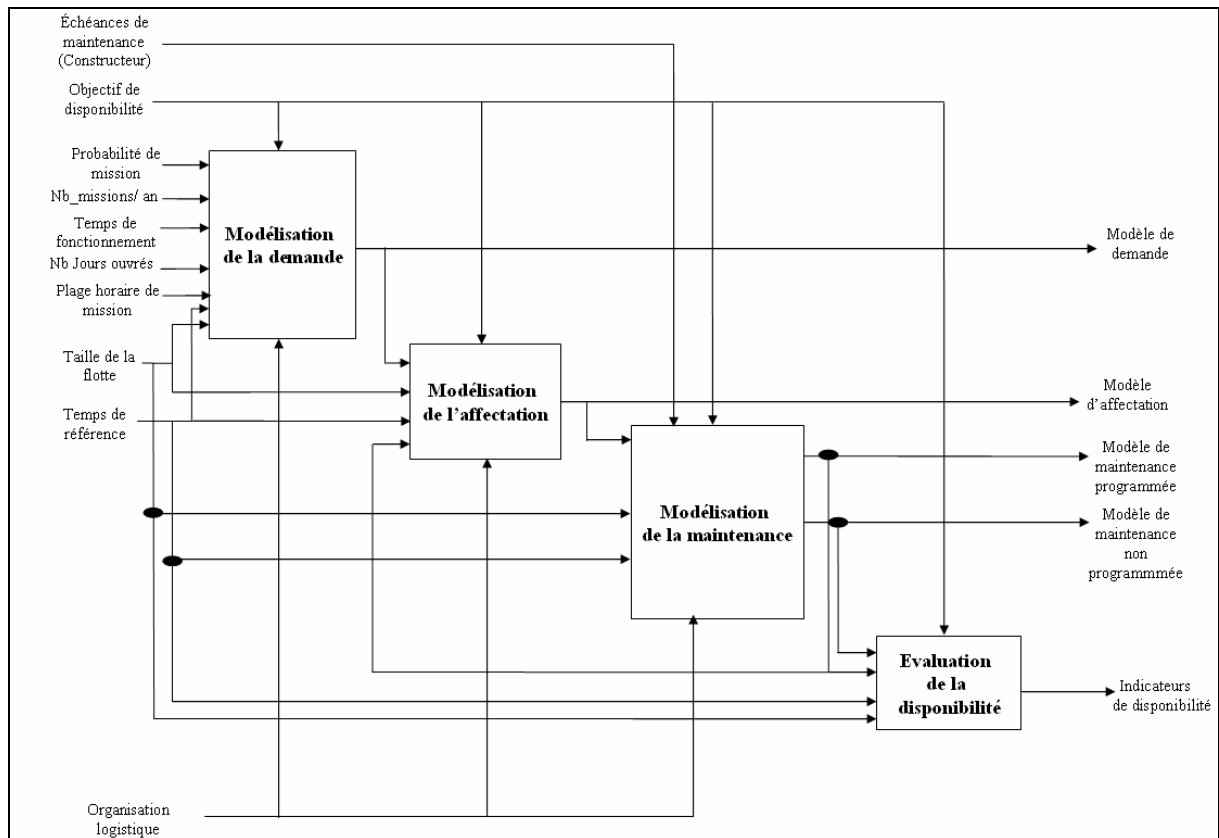 Échéances de
maintenance
(Constructeur)
Objectif de
disponibilité
Probabilité de
mission
Nb_missions/ an
Temps de
fonctionnement
Nb Jours ouvrés
Plage horaire de
mission
Taille de la
flotte
Temps de
référence
Modélisation
de la demande
Modélisation
de l'affectation
Modélisation
de la maintenance
Evaluation
de la
disponibilité
Modèle de
demande
Modèle
d'affectation
Modèle de
maintenance
programmée
Modèle de
maintenance
non
programmmée
Indicateurs
de disponibilité
Organisation
logistique